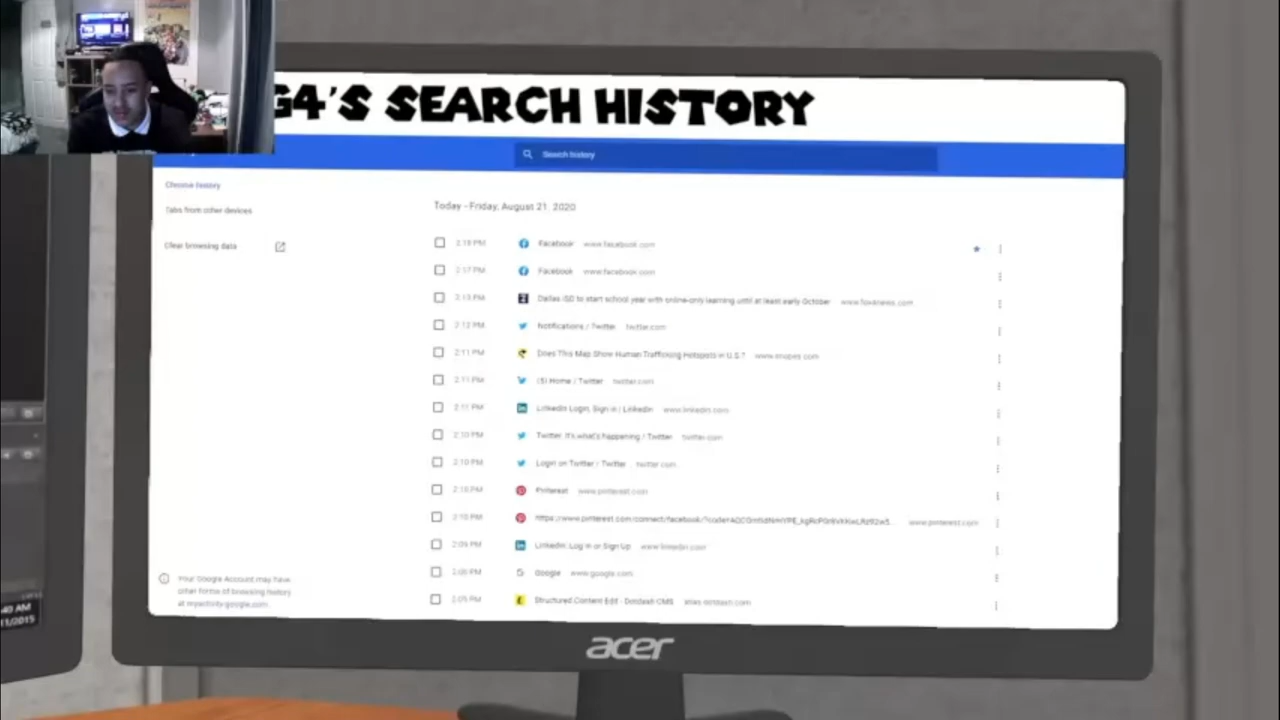 G4'S SEARCH HISTORY
Search history
Chrome history
Tabs from other devices
Clear browsing data
Today - Friday, August 21, 2020
2:18 PM Facebook www.facebook.com
2:17 PM Facebook www.facebook.com
2:13 PM Dallas ISD to start school year with online-only learning until at least early October www.foxnews.com
2:12 PM Notifications / Twitter twitter.com
2:11 PM Does This Map Show Human Trafficking Hotspots in U.S.? www.snopes.com
2:11 PM (5) Home / Twitter twitter.com
2:11 PM LinkedIn Login, Sign in | LinkedIn www.linkedin.com
2:10 PM Twitter. It's what's happening / Twitter twitter.com
2:10 PM Login on Twitter / Twitter twitter.com
2:10 PM Pinterest www.pinterest.com
2:10 PM www.pinterest.com
2:09 PM LinkedIn: Log In or Sign Up www.linkedin.com
Google www.google.com
2:05 PM Structured Content Edit - Dotdash CMS atlas.dotdash.com
Your Google Account may have
other forms of browsing history
at myactivity.google.com
:40 AM
11/2015
acer